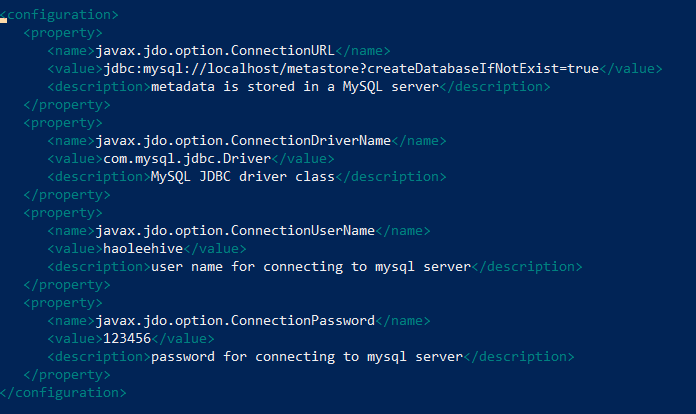 <configuration>
<property>
<name>javax.jdo.option.ConnectionURL</name>
<value>jdbc:mysql://localhost/metastore?createDatabaseIfNotExist=true</value>
<description>metadata is stored in a MySQL server</description>
</property>
<property>
<name>javax.jdo.option.ConnectionDriverName</name>
<value>com.mysql.jdbc.Driver</value>
<description>MySQL JDBC driver class</description>
</property>
<property>
<name>javax.jdo.option.ConnectionUserName</name>
<value>haoleehive</value>
<description>user name for connecting to mysql server</description>
</property>
<property>
<name>javax.jdo.option.ConnectionPassword</name>
<value>123456</value>
<description>password for connecting to mysql server</description>
</property>
</configuration>